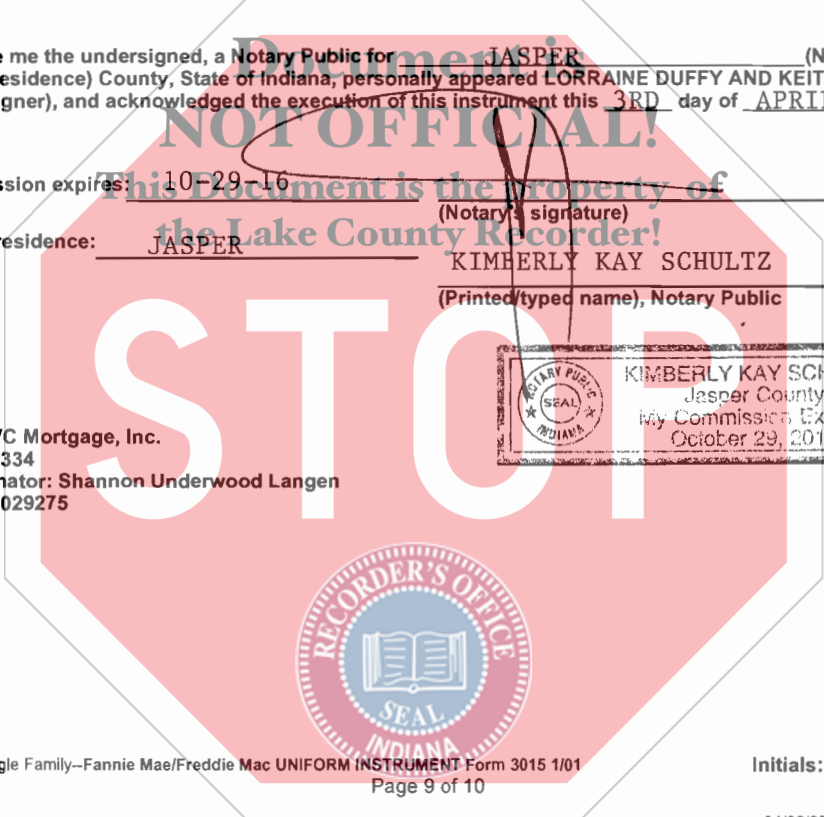 Document is
e me the undersigned, a Notary Public for JASPER (N
esidence) County, State of Indiana, personally appeared LORRAINE DUFFY AND KEIT
gner), and acknowledged the execution of this instrument this 3RD day of APRI
NOT OFFICIAL!
ssion expires: 10-29-16
This Document is the property of
(Notary's signature)
the Lake County Recorder!
esidence: JASPER
KIMBERLY KAY SCHULTZ
(Printed/typed name), Notary Public
STOP
KIMBERLY KAY SCH
NOTARY PUBLIC
Jasper County
SEAL
My Commission Ex
INDIANA
October 29, 201
C Mortgage, Inc.
334
nator: Shannon Underwood Langen
029275
RECORDER'S OFFICE
SEAL
INDIANA
gle Family--Fannie Mae/Freddie Mac UNIFORM INSTRUMENT Form 3015 1/01
Initials:
Page 9 of 10